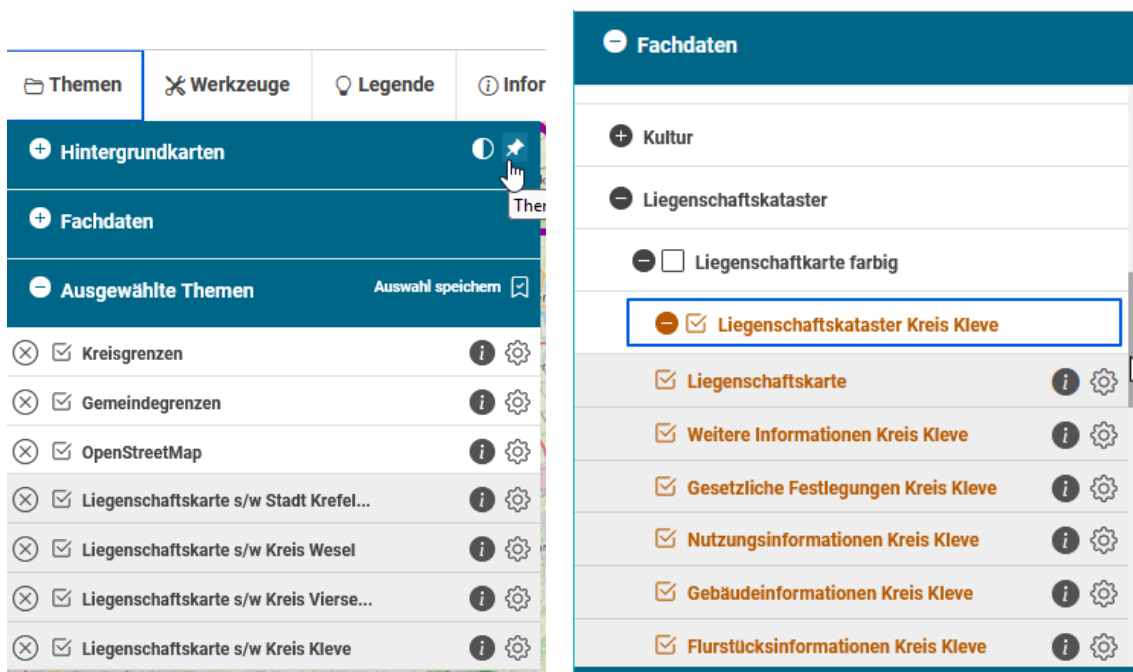 Themen
Werkzeuge
Legende
Infor
Hintergrundkarten
Ther
Fachdaten
Ausgewählte Themen
Auswahl speichern
Kreisgrenzen
Gemeindegrenzen
OpenStreetMap
Liegenschaftskarte s/w Stadt Krefel...
Liegenschaftskarte s/w Kreis Wesel
Liegenschaftskarte s/w Kreis Vierse...
Liegenschaftskarte s/w Kreis Kleve
Fachdaten
Kultur
Liegenschaftskataster
Liegenschaftkarte farbig
Liegenschaftskataster Kreis Kleve
Liegenschaftskarte
Weitere Informationen Kreis Kleve
Gesetzliche Festlegungen Kreis Kleve
Nutzungsinformationen Kreis Kleve
Gebäudeinformationen Kreis Kleve
Flurstücksinformationen Kreis Kleve